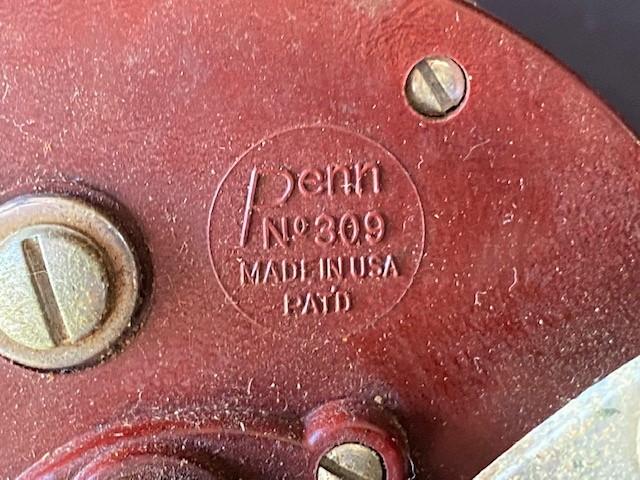 Penn
No 309
MADE IN USA
PAT'D